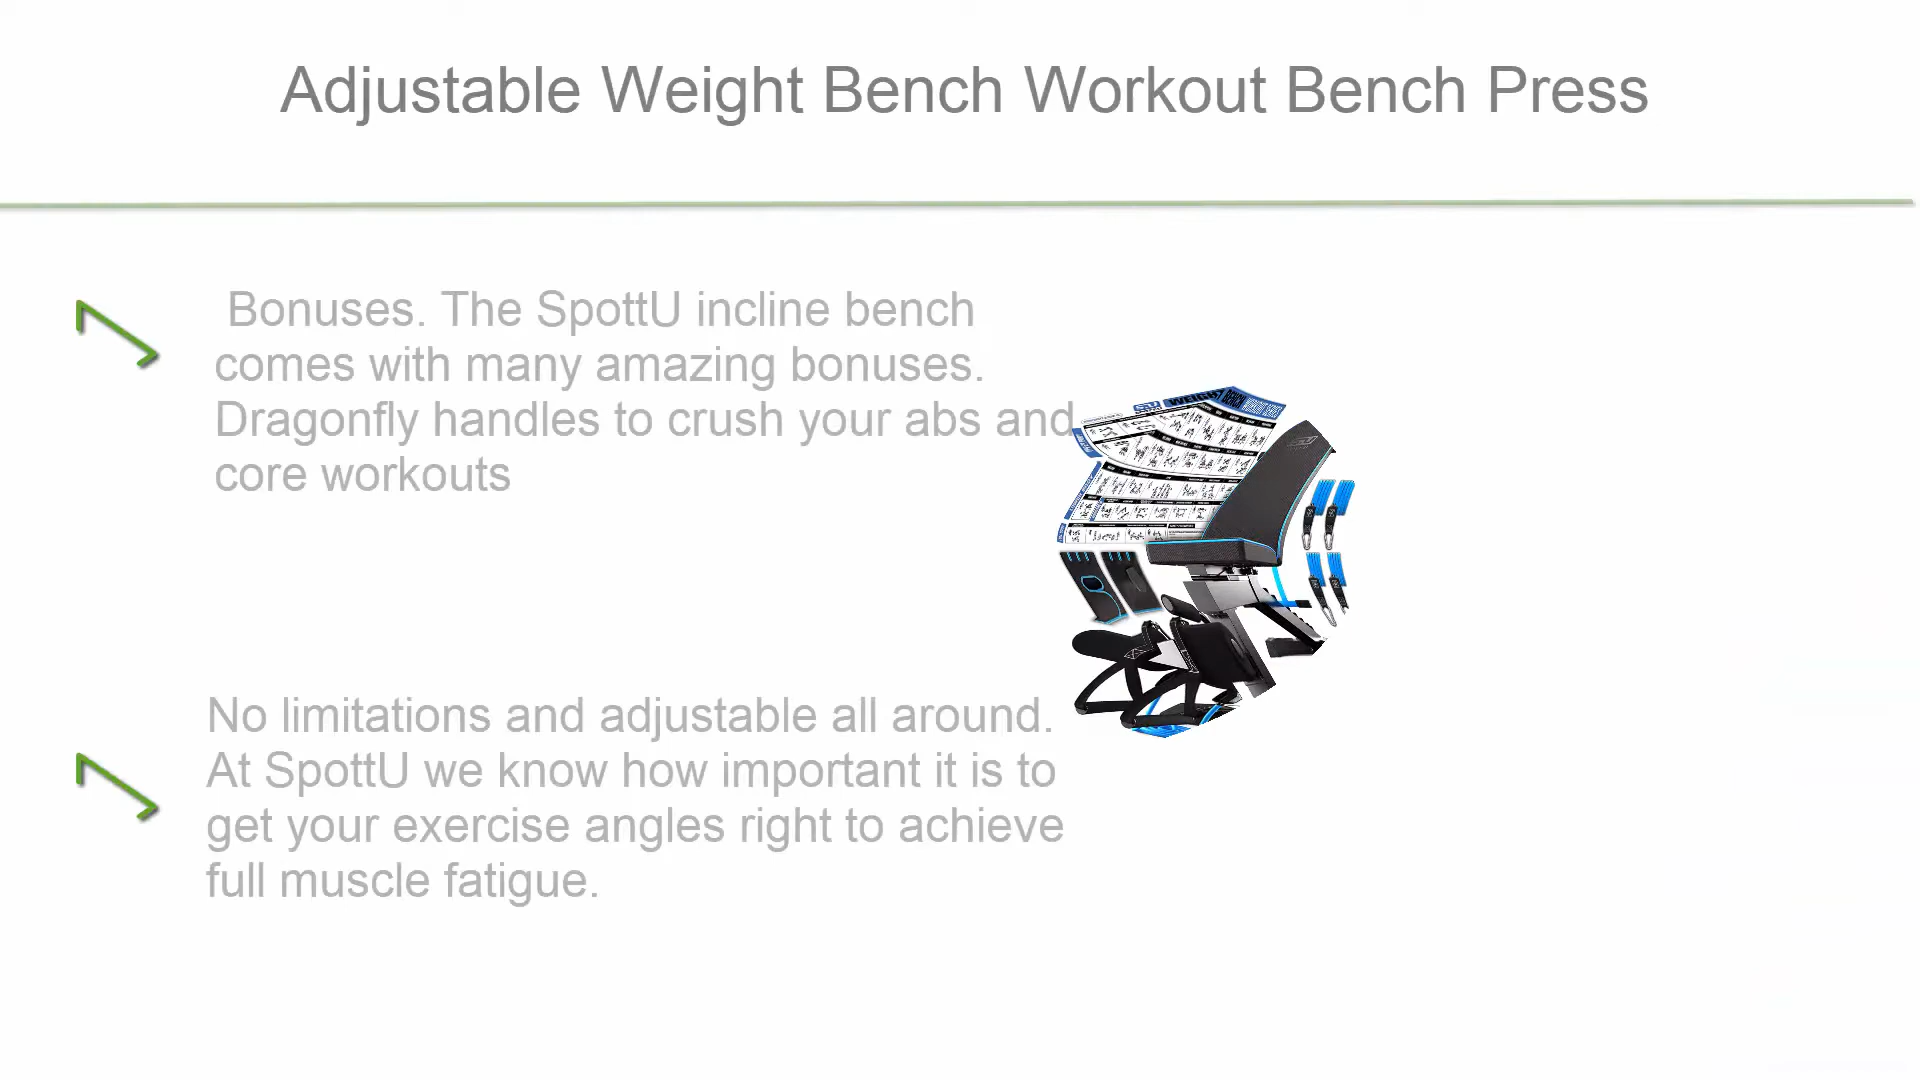 Adjustable Weight Bench Workout Bench Press
Bonuses. The SpottU incline bench
comes with many amazing bonuses.
Dragonfly handles to crush your abs and
core workouts
WEIGHT BENCH
No limitations and adjustable all around.
At SpottU we know how important it is to
get your exercise angles right to achieve
full muscle fatigue.